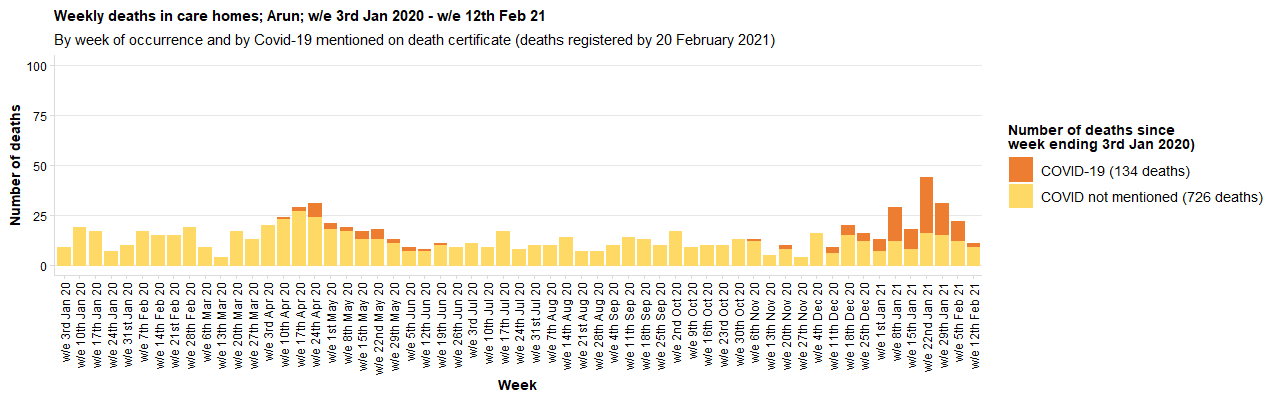 Weekly deaths in care homes; Arun; w/e 3rd Jan 2020 - w/e 12th Feb 21
By week of occurrence and by Covid-19 mentioned on death certificate (deaths registered by 20 February 2021)
Number of deaths
100
75
50
25
0
w/e 3rd Jan 20
w/e 10th Jan 20
w/e 17th Jan 20
w/e 24th Jan 20
w/e 31st Jan 20
w/e 7th Feb 20
w/e 14th Feb 20
w/e 21st Feb 20
w/e 28th Feb 20
w/e 6th Mar 20
w/e 13th Mar 20
w/e 20th Mar 20
w/e 27th Mar 20
w/e 3rd Apr 20
w/e 10th Apr 20
w/e 17th Apr 20
w/e 24th Apr 20
w/e 1st May 20
w/e 8th May 20
w/e 15th May 20
w/e 22nd May 20
w/e 29th May 20
w/e 5th Jun 20
w/e 12th Jun 20
w/e 19th Jun 20
w/e 26th Jun 20
w/e 3rd Jul 20
w/e 10th Jul 20
w/e 17th Jul 20
w/e 24th Jul 20
w/e 31st Jul 20
w/e 7th Aug 20
w/e 14th Aug 20
w/e 21st Aug 20
w/e 28th Aug 20
w/e 4th Sep 20
w/e 11th Sep 20
w/e 18th Sep 20
w/e 25th Sep 20
w/e 2nd Oct 20
w/e 9th Oct 20
w/e 16th Oct 20
w/e 23rd Oct 20
w/e 30th Oct 20
w/e 6th Nov 20
w/e 13th Nov 20
w/e 20th Nov 20
w/e 27th Nov 20
w/e 4th Dec 20
w/e 11th Dec 20
w/e 18th Dec 20
w/e 25th Dec 20
w/e 1st Jan 21
w/e 8th Jan 21
w/e 15th Jan 21
w/e 22nd Jan 21
w/e 29th Jan 21
w/e 5th Feb 21
w/e 12th Feb 21
Week
Number of deaths since
week ending 3rd Jan 2020)
COVID-19 (134 deaths)
COVID not mentioned (726 deaths)